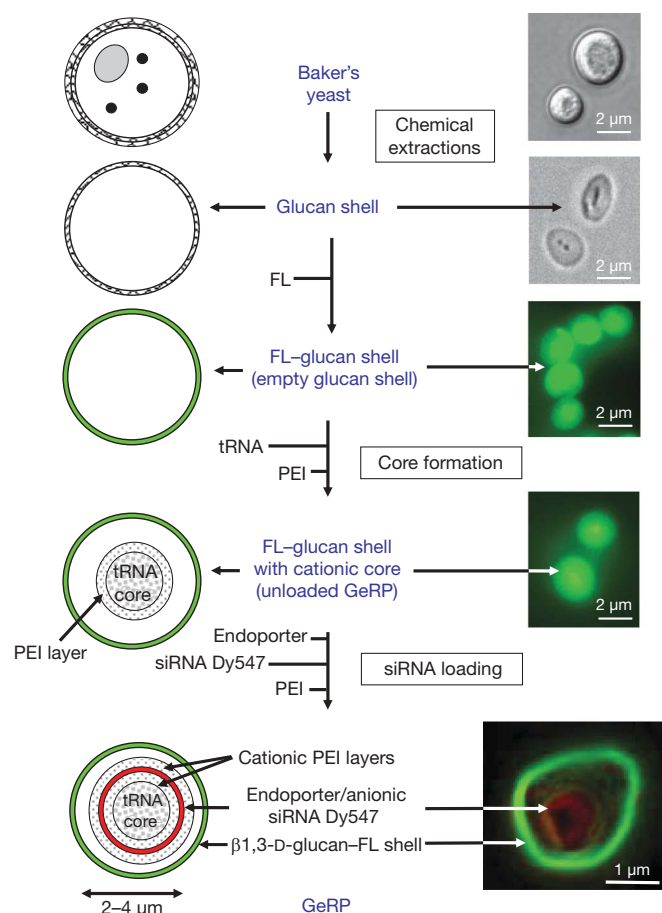 Baker's
yeast
2 µm
Chemical
extractions
Glucan shell
2 µm
FL
FL–glucan shell
(empty glucan shell)
2 µm
tRNA
PEI
Core formation
tRNA
core
FL–glucan shell
with cationic core
(unloaded GeRP)
2 µm
PEI layer
Endoporter
siRNA Dy547
PEI
siRNA loading
Cationic PEI layers
tRNA
core
Endoporter/anionic
siRNA Dy547
β1,3-D-glucan–FL shell
1 µm
2–4 µm
GeRP